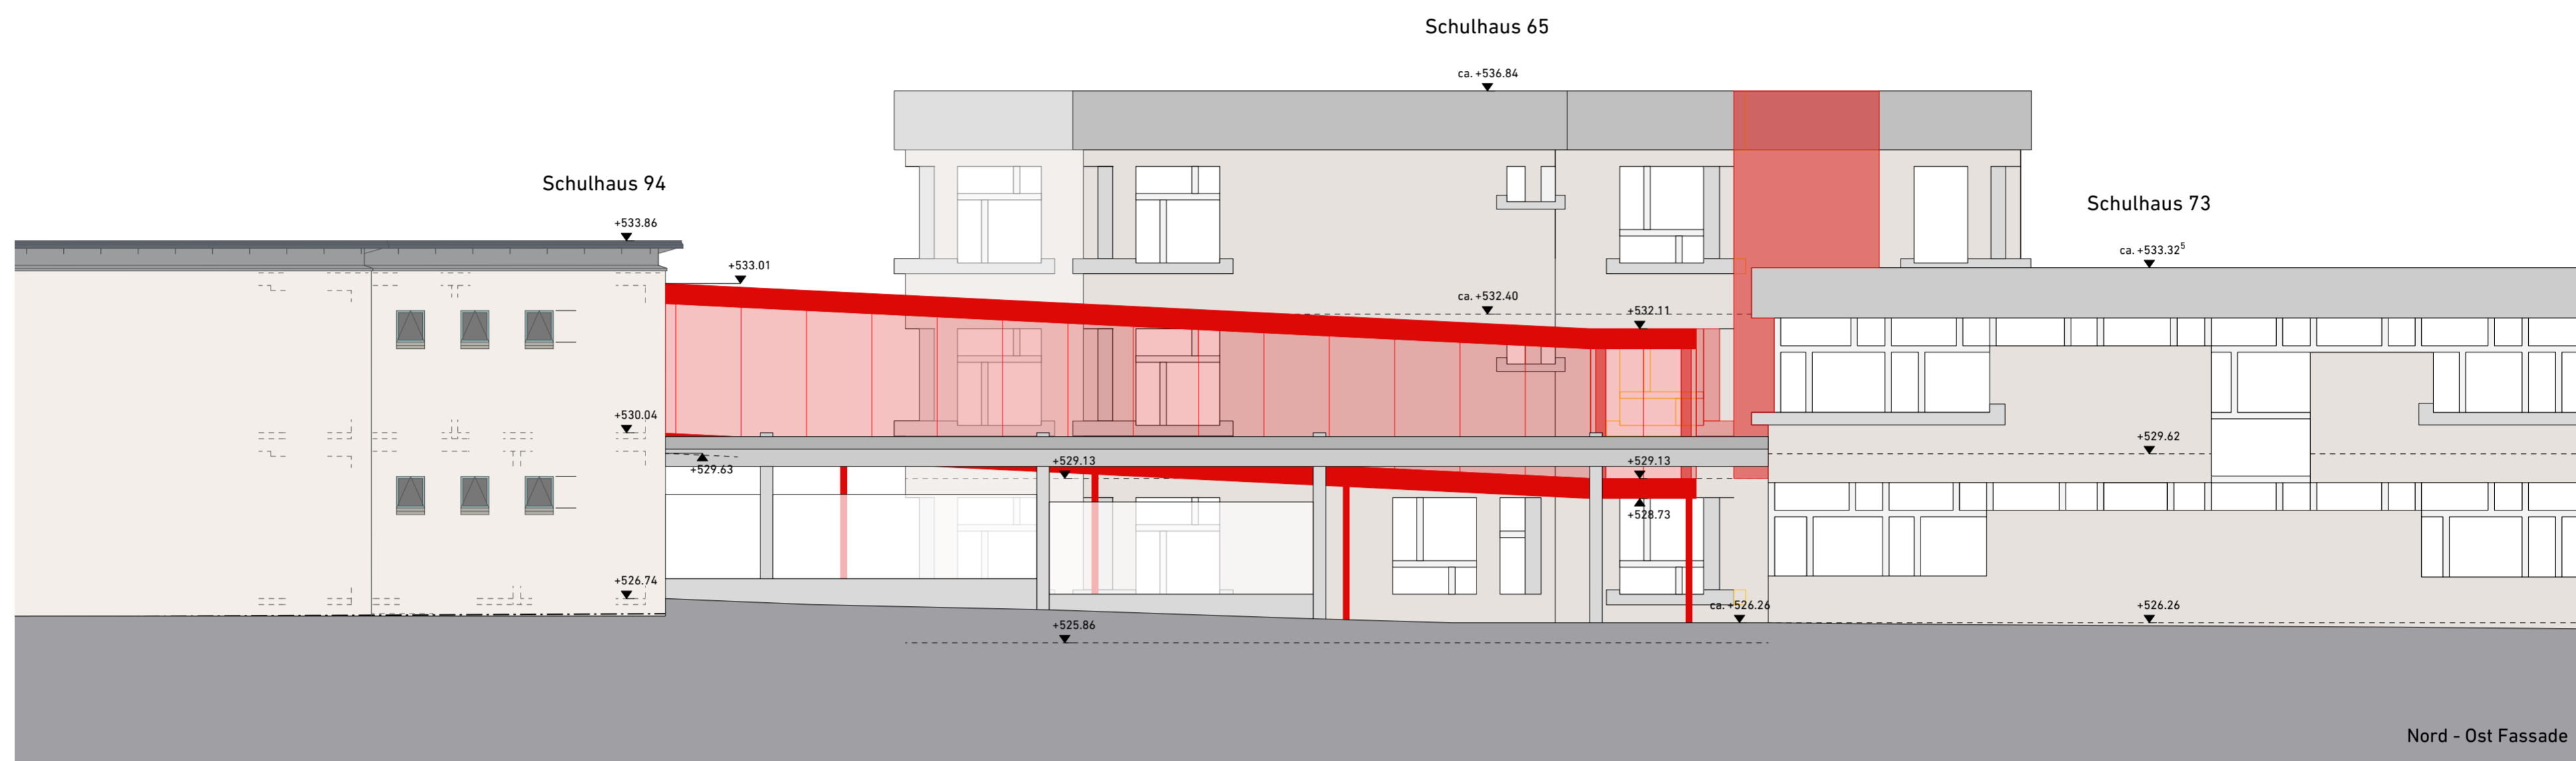 Schulhaus 65
ca. +536.84
Schulhaus 94
Schulhaus 73
+533.86
ca. +533.32⁵
+533.01
ca. +532.40
+532.11
+530.04
+529.62
+529.63
+529.13
+529.13
+528.73
+526.74
ca. +526.26
+526.26
+525.86
Nord - Ost Fassade